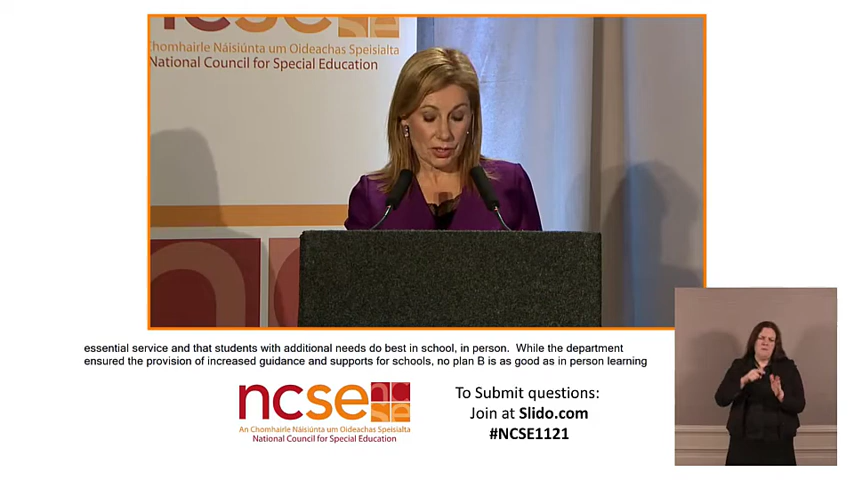 ncse
Chomhairle Náisiúnta um Oideachas Speisialta
National Council for Special Education
essential service and that students with additional needs do best in school, in person. While the department
ensured the provision of increased guidance and supports for schools, no plan B is as good as in person learning
ncse
nc
se
An Chomhairle Náisiúnta um Oideachas Speisialta
National Council for Special Education
To Submit questions:
Join at Slido.com
#NCSE1121